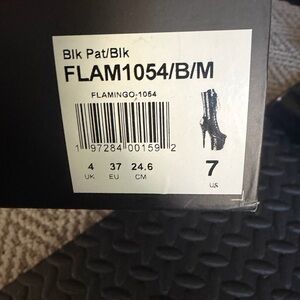 Blk Pat/Blk
FLAM1054/B/M
FLAMINGO-1054
1 97284 00159 2
4 37 24.6 7
UK EU CM US